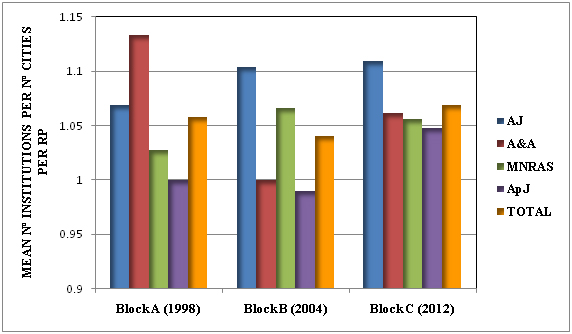 MEAN Nº INSTITUTIONS PER Nº CITIES
PER RP
1.15
1.1
1.05
1
0.95
0.9
BlockA (1998)
BlockB (2004)
BlockC (2012)
AJ
A&A
MNRAS
ApJ
TOTAL